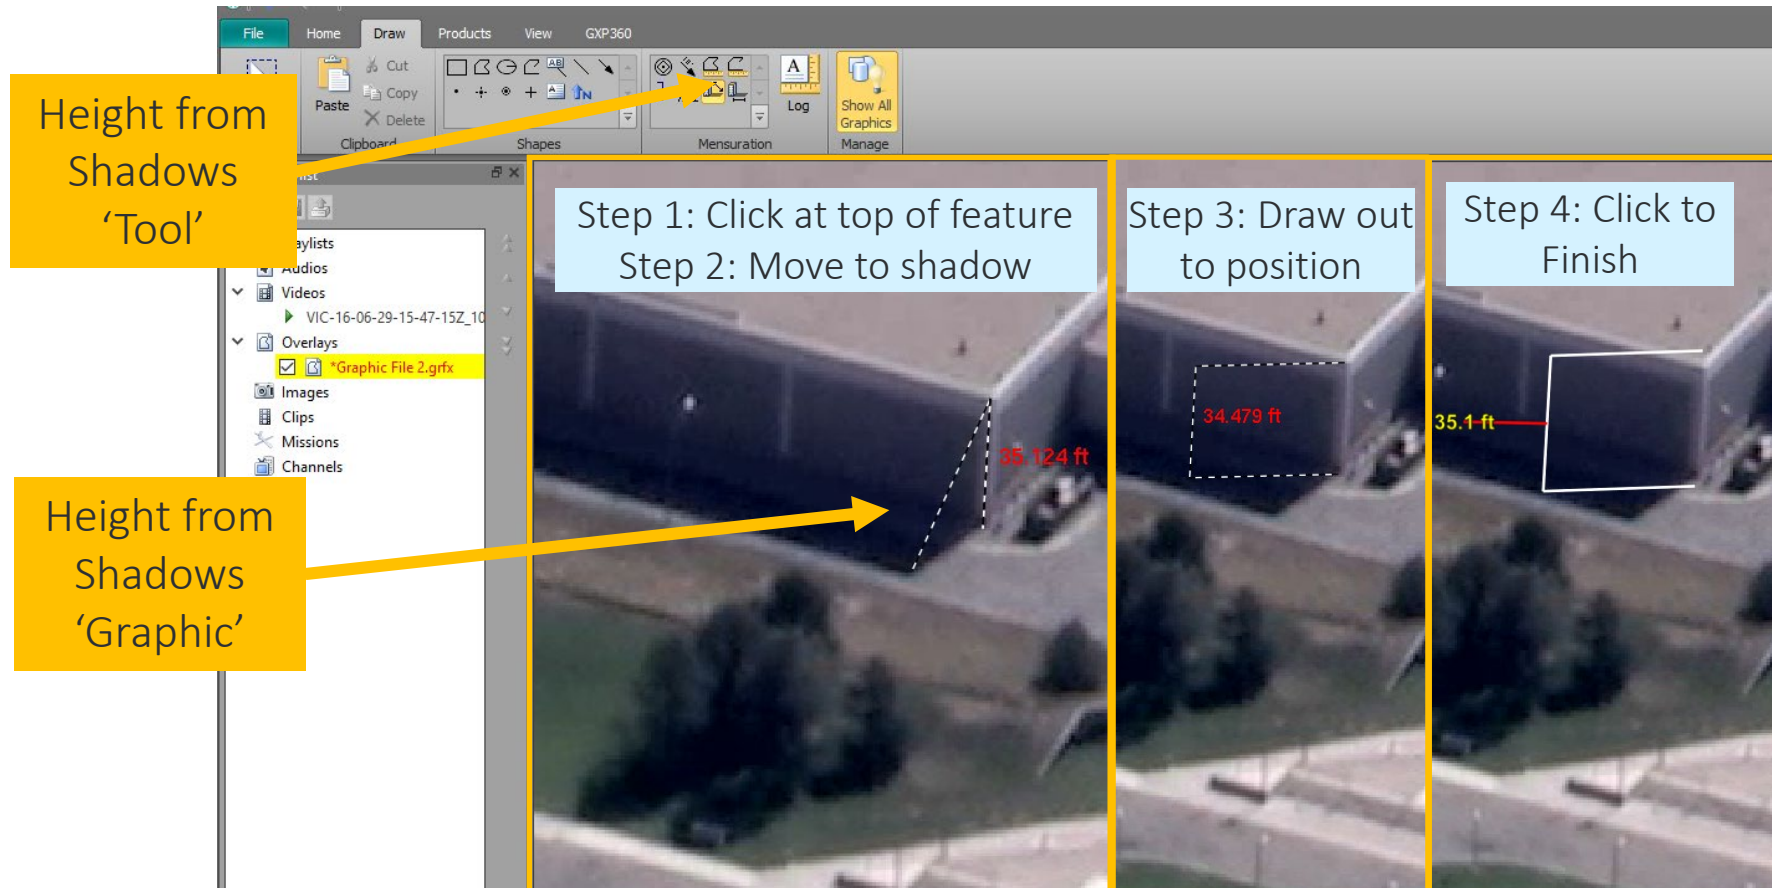 File Home Draw Products View GXP360
Cut
Copy
Delete
Paste
Clipboard
AB
A
N
Shapes
Mensuration
A
Log
Show All
Graphics
Manage
Height from
Shadows
‘Tool’
Audios
Videos
VIC-16-06-29-15-47-15Z_10
Overlays
*Graphic File 2.grfx
Images
Clips
Missions
Channels
Height from
Shadows
‘Graphic’
Step 1: Click at top of feature
Step 2: Move to shadow
35.124 ft
Step 3: Draw out
to position
34.479 ft
Step 4: Click to
Finish
35.1 ft